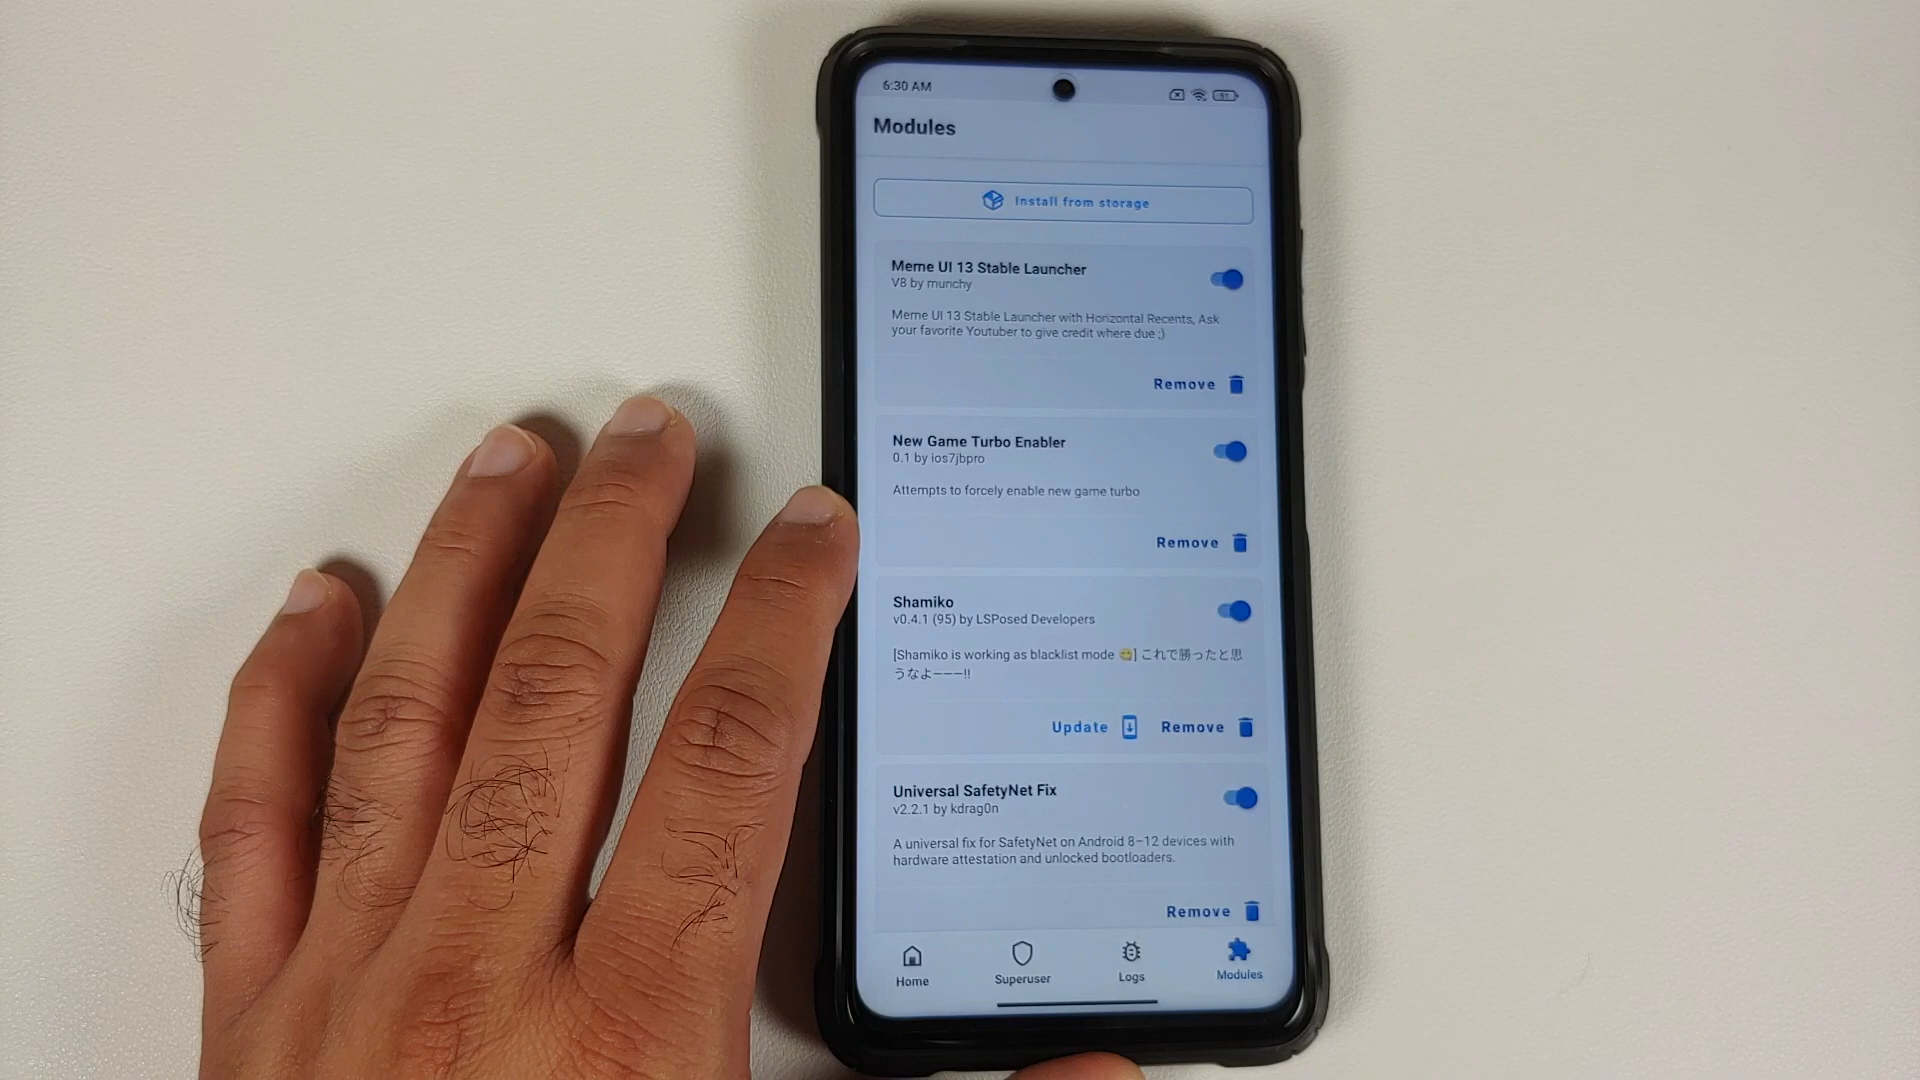 6:30 AM
51
Modules
Install from storage
Meme UI 13 Stable Launcher
V8 by munchy
Meme UI 13 Stable Launcher with Horizontal Recents, Ask
your favorite Youtuber to give credit where due ;)
Remove
New Game Turbo Enabler
0.1 by ios7jbpro
Attempts to forcely enable new game turbo
Remove
Shamiko
v0.4.1 (95) by LSPosed Developers
[Shamiko is working as blacklist mode 😋] これで勝ったと思
うなよ―――!!
Update Remove
Universal SafetyNet Fix
v2.2.1 by kdrag0n
A universal fix for SafetyNet on Android 8–12 devices with
hardware attestation and unlocked bootloaders.
Remove
Home Superuser Logs Modules